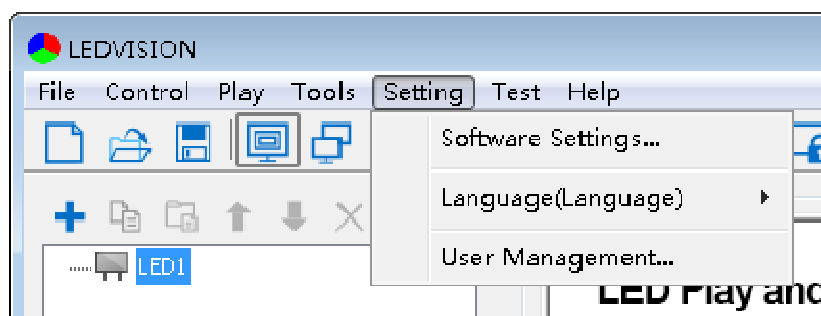 LEDVISION
File Control Play Tools Setting Test Help
Software Settings...
Language(Language)
User Management...
LED1
LED Play and